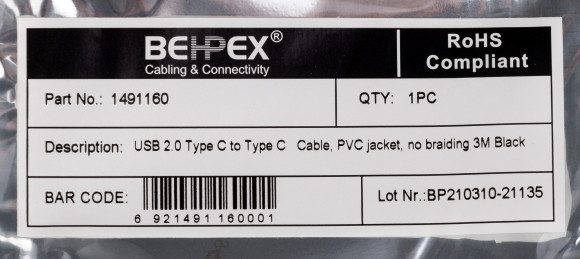 BEHPEX®
Cabling & Connectivity
RoHS
Compliant
Part No.: 1491160
QTY: 1PC
Description: USB 2.0 Type C to Type C Cable, PVC jacket, no braiding 3M Black
BAR CODE:
6 921491 160001
Lot Nr.:BP210310-21135